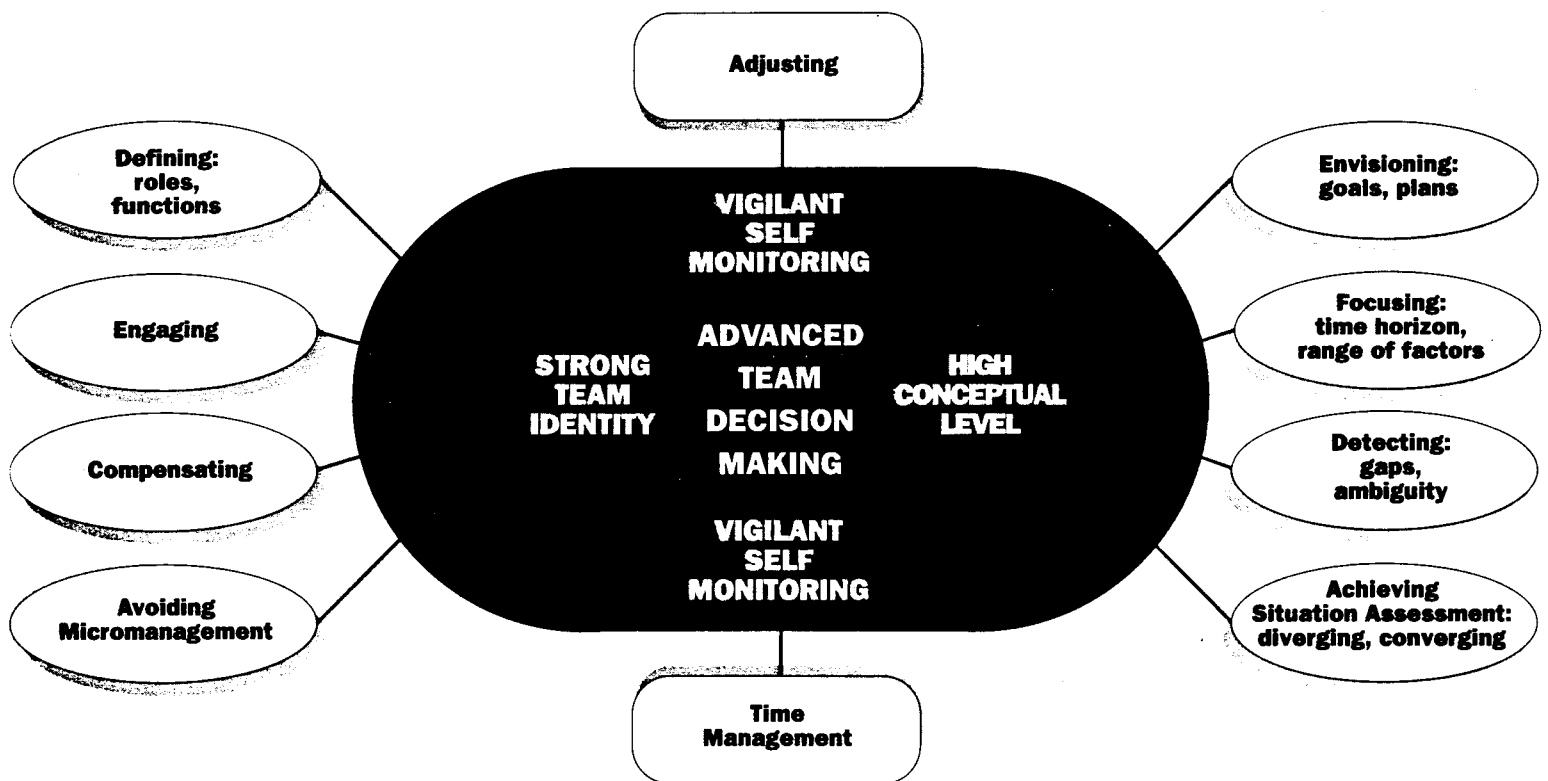 Adjusting
Defining:
roles,
functions
Engaging
Compensating
Avoiding
Micromanagement
VIGILANT
SELF
MONITORING
STRONG
TEAM
IDENTITY
ADVANCED
TEAM
DECISION
MAKING
HIGH
CONCEPTUAL
LEVEL
VIGILANT
SELF
MONITORING
Envisioning:
goals, plans
Focusing:
time horizon,
range of factors
Detecting:
gaps,
ambiguity
Achieving
Situation Assessment:
diverging, converging
Time
Management